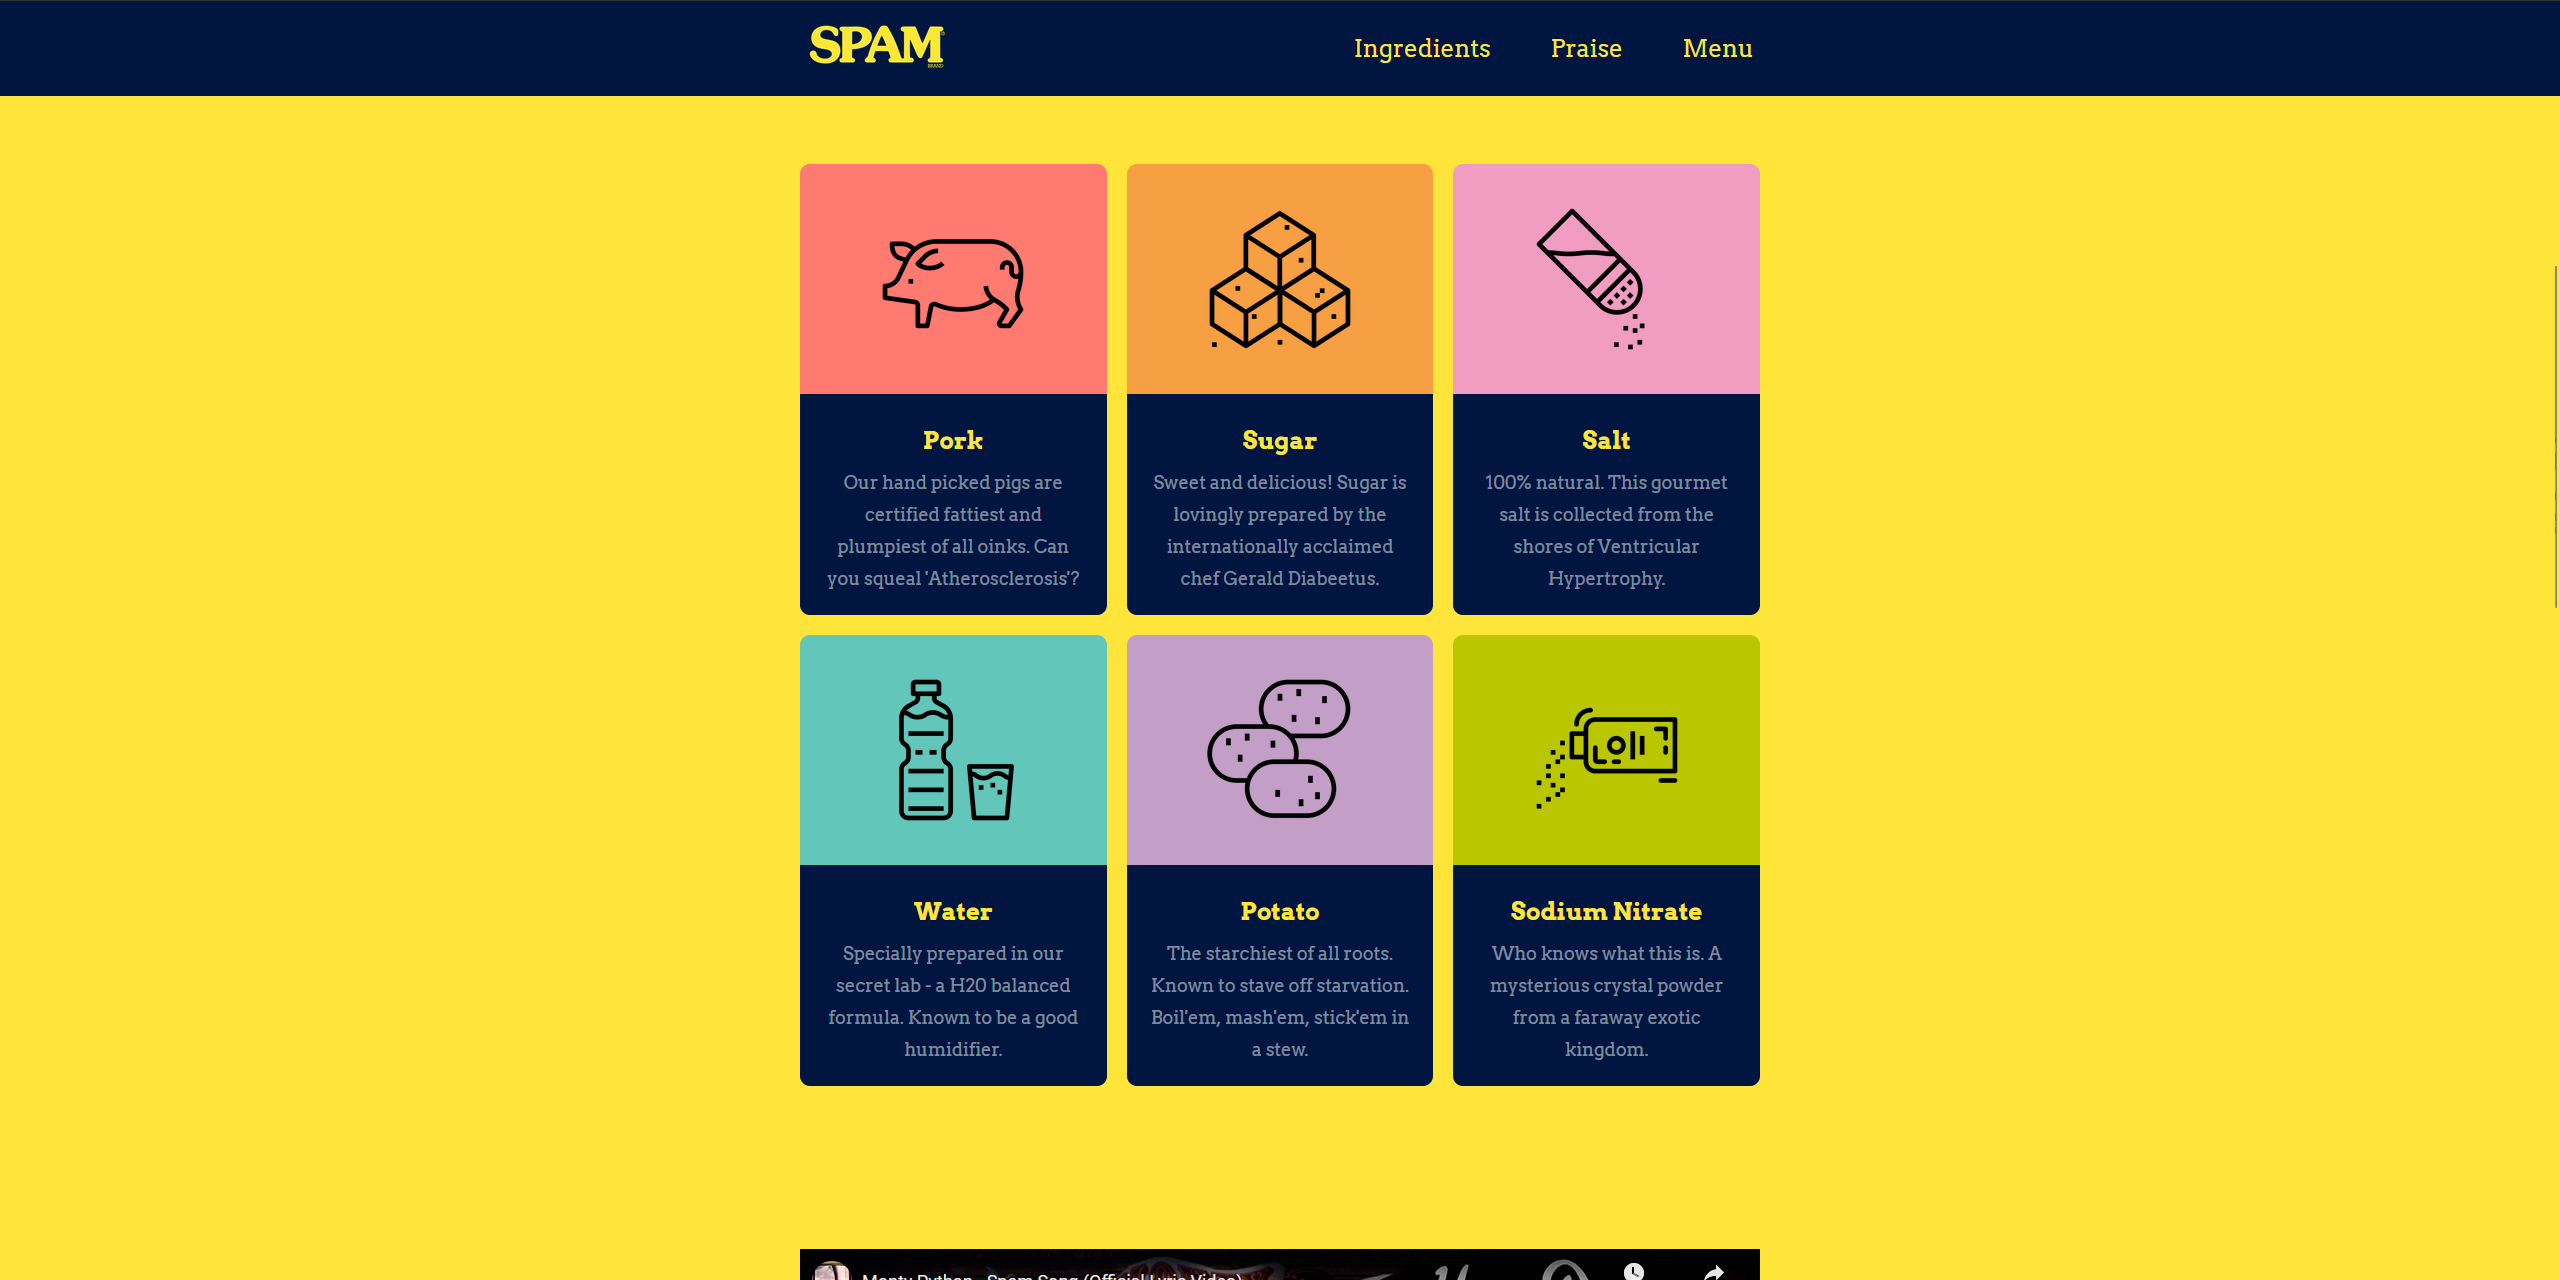 SPAM
BRAND
Ingredients
Praise
Menu
Pork
Our hand picked pigs are
certified fattiest and
plumpiest of all oinks. Can
you squeal 'Atherosclerosis'?
Sugar
Sweet and delicious! Sugar is
lovingly prepared by the
internationally acclaimed
chef Gerald Diabeetus.
Salt
100% natural. This gourmet
salt is collected from the
shores of Ventricular
Hypertrophy.
Water
Specially prepared in our
secret lab - a H20 balanced
formula. Known to be a good
humidifier.
Potato
The starchiest of all roots.
Known to stave off starvation.
Boil'em, mash'em, stick'em in
a stew.
Sodium Nitrate
Who knows what this is. A
mysterious crystal powder
from a faraway exotic
kingdom.
Monty Python - Spam Song (Official Lyric Video)